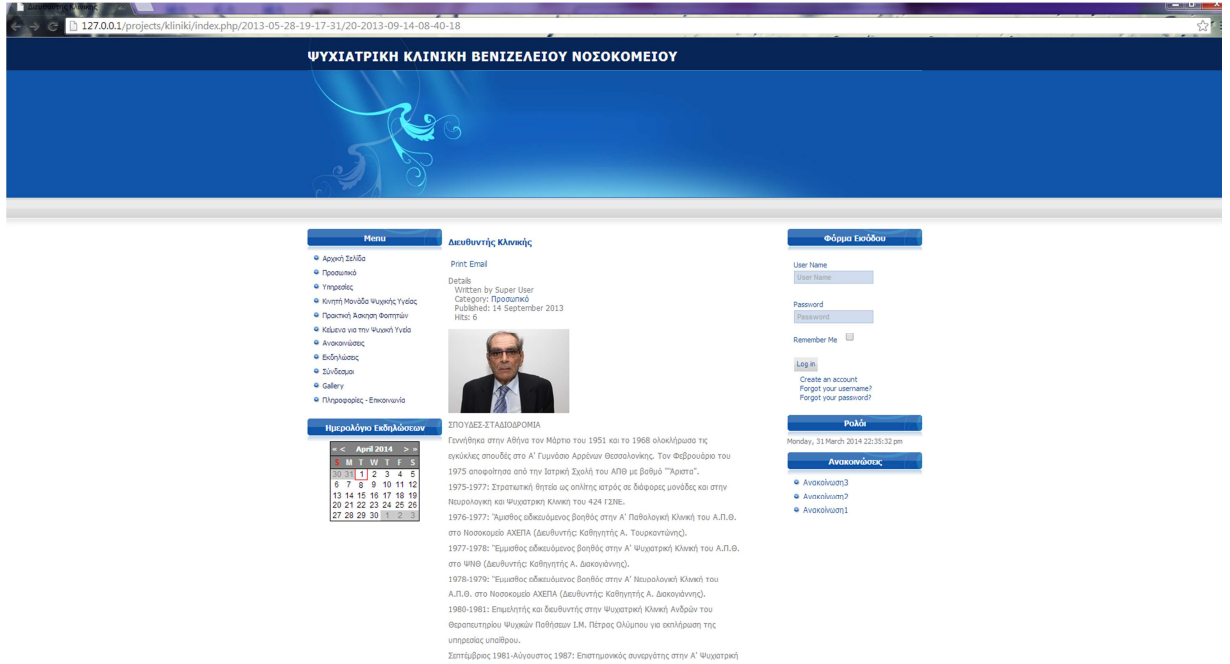 Διευθυντής Κλινικής
127.0.0.1/projects/kliniki/index.php/2013-05-28-19-17-31/20-2013-09-14-08-40-18
ΨΥΧΙΑΤΡΙΚΗ ΚΛΙΝΙΚΗ ΒΕΝΙΖΕΛΕΙΟΥ ΝΟΣΟΚΟΜΕΙΟΥ
Menu
Αρχική Σελίδα
Προσωπικό
Υπηρεσίες
Κινητή Μονάδα Ψυχικής Υγείας
Πρακτική Άσκηση Φοιτητών
Κείμενα για την Ψυχική Υγεία
Ανακοινώσεις
Εκδηλώσεις
Σύνδεσμοι
Gallery
Πληροφορίες - Επικοινωνία
Ημερολόγιο Εκδηλώσεων
« < April 2014 > »
S M T W T F S
30 31 1 2 3 4 5
6 7 8 9 10 11 12
13 14 15 16 17 18 19
20 21 22 23 24 25 26
27 28 29 30 1 2 3
Διευθυντής Κλινικής
Print Email
Details
Written by Super User
Category: Προσωπικό
Published: 14 September 2013
Hits: 6
ΣΠΟΥΔΕΣ-ΣΤΑΔΙΟΔΡΟΜΙΑ
Γεννήθηκα στην Αθήνα τον Μάρτιο του 1951 και το 1968 ολοκλήρωσα τις
εγκύκλες σπουδές στο Α' Γυμνάσιο Αρρένων Θεσσαλονίκης. Τον Φεβρουάριο του
1975 αποφοίτησα από την Ιατρική Σχολή του ΑΠΘ με βαθμό ""Άριστα".
1975-1977: Στρατιωτική θητεία ως οπλίτης ιατρός σε διάφορες μονάδες και στην
Νευρολογική και Ψυχιατρική Κλινική του 424 ΓΣΝΕ.
1976-1977: "Άμισθος ειδικευόμενος βοηθός στην Α' Παθολογική Κλινική του Α.Π.Θ.
στο Νοσοκομείο ΑΧΕΠΑ (Διευθυντής: Καθηγητής Α. Τουρκαντώνης).
1977-1978: "Έμμισθος ειδικευόμενος βοηθός στην Α' Ψυχιατρική Κλινική του Α.Π.Θ.
στο ΨΝΘ (Διευθυντής: Καθηγητής Α. Διακογιάννης).
1978-1979: "Έμμισθος ειδικευόμενος βοηθός στην Α' Νευρολογική Κλινική του
Α.Π.Θ. στο Νοσοκομείο ΑΧΕΠΑ (Διευθυντής: Καθηγητής Α. Διακογιάννης).
1980-1981: Επιμελητής και διευθυντής στην Ψυχιατρική Κλινική Ανδρών του
Θεραπευτηρίου Ψυχικών Παθήσεων Ι.Μ. Πέτρας Ολύμπου για εκπλήρωση της
υπηρεσίας υπαίθρου.
Σεπτέμβριος 1981-Αύγουστος 1987: Επιστημονικός συνεργάτης στην Α' Ψυχιατρική
Φόρμα Εισόδου
User Name
User Name
Password
Password
Remember Me
Log in
Create an account
Forgot your username?
Forgot your password?
Ρολόι
Monday, 31 March 2014 22:35:32 pm
Ανακοινώσεις
Ανακοίνωση3
Ανακοίνωση2
Ανακοίνωση1